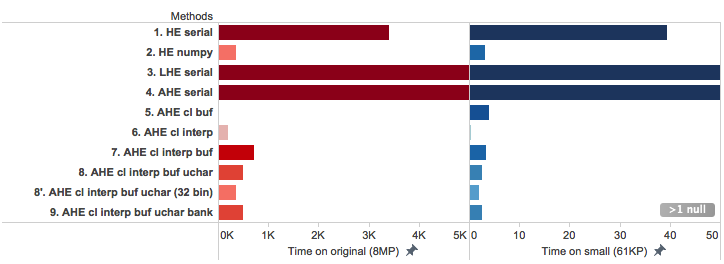 Methods
1. HE serial
2. HE numpy
3. LHE serial
4. AHE serial
5. AHE cl buf
6. AHE cl interp
7. AHE cl interp buf
8. AHE cl interp buf uchar
8'. AHE cl interp buf uchar (32 bin)
9. AHE cl interp buf uchar bank
>1 null
0K 1K 2K 3K 4K 5K 0 10 20 30 40 50
Time on original (8MP) Time on small (61KP)